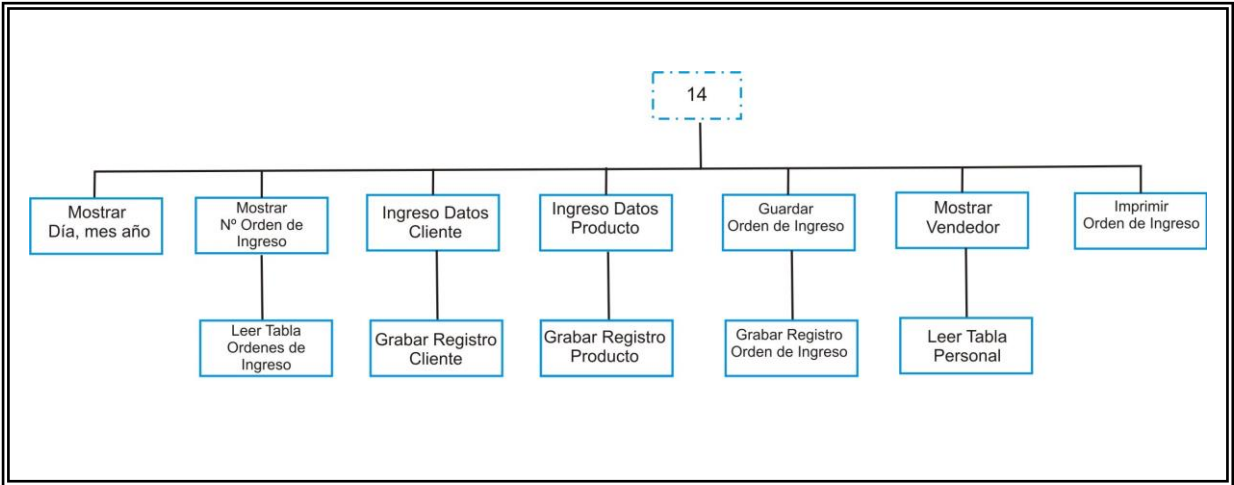 14
Mostrar
Día, mes año
Mostrar
Nº Orden de
Ingreso
Ingreso Datos
Cliente
Ingreso Datos
Producto
Guardar
Orden de Ingreso
Mostrar
Vendedor
Imprimir
Orden de Ingreso
Leer Tabla
Ordenes de
Ingreso
Grabar Registro
Cliente
Grabar Registro
Producto
Grabar Registro
Orden de Ingreso
Leer Tabla
Personal